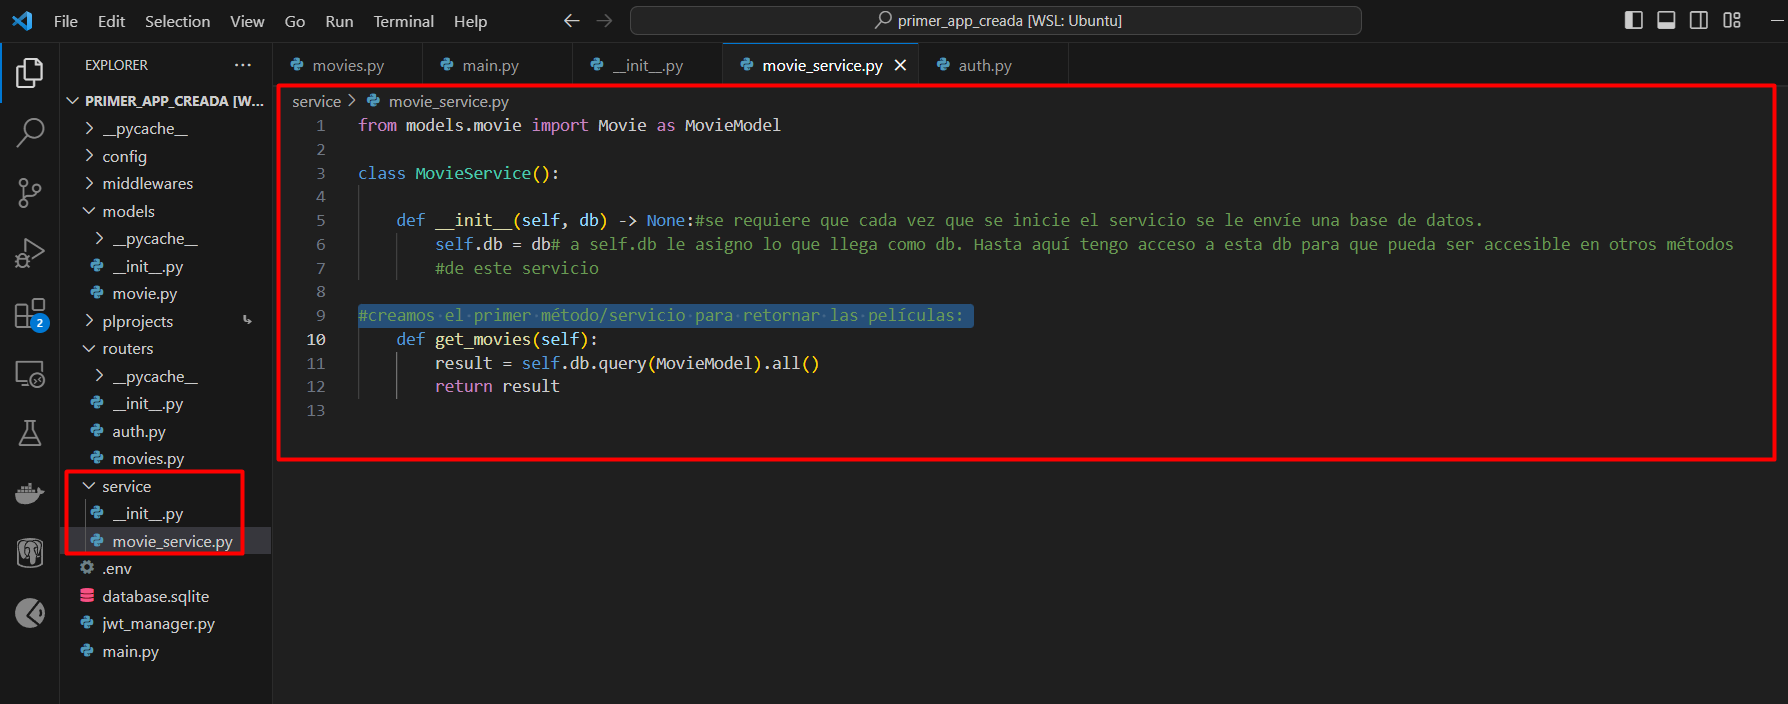 File Edit Selection View Go Run Terminal Help
primer_app_creada [WSL: Ubuntu]
EXPLORER
PRIMER_APP_CREADA [W...
__pycache__
config
middlewares
models
__pycache__
__init__.py
movie.py
plprojects
routers
__pycache__
__init__.py
auth.py
movies.py
service
__init__.py
movie_service.py
.env
database.sqlite
jwt_manager.py
main.py
2
movies.py main.py __init__.py movie_service.py auth.py
service > movie_service.py
1 from models.movie import Movie as MovieModel
2
3 class MovieService():
4
5 def __init__(self, db) -> None:#se requiere que cada vez que se inicie el servicio se le envíe una base de datos.
6 self.db = db# a self.db le asigno lo que llega como db. Hasta aquí tengo acceso a esta db para que pueda ser accesible en otros métodos
7 #de este servicio
8
9 #creamos el primer método/servicio para retornar las películas:
10 def get_movies(self):
11 result = self.db.query(MovieModel).all()
12 return result
13